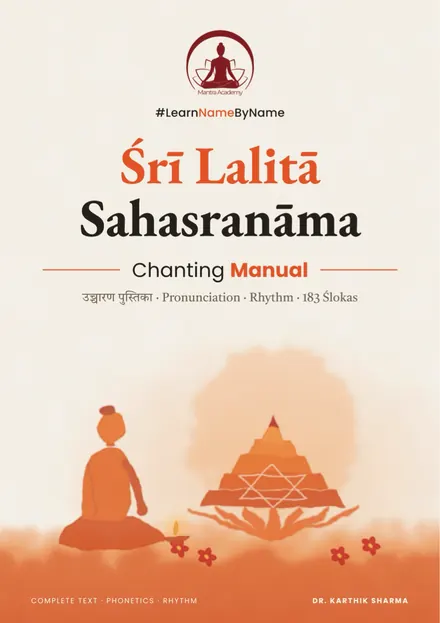 Mantra Academy
#LearnNameByName
Śrī Lalitā
Sahasranāma
Chanting Manual
उच्चारण पुस्तिका · Pronunciation · Rhythm · 183 Ślokas
COMPLETE TEXT · PHONETICS · RHYTHM
DR. KARTHIK SHARMA